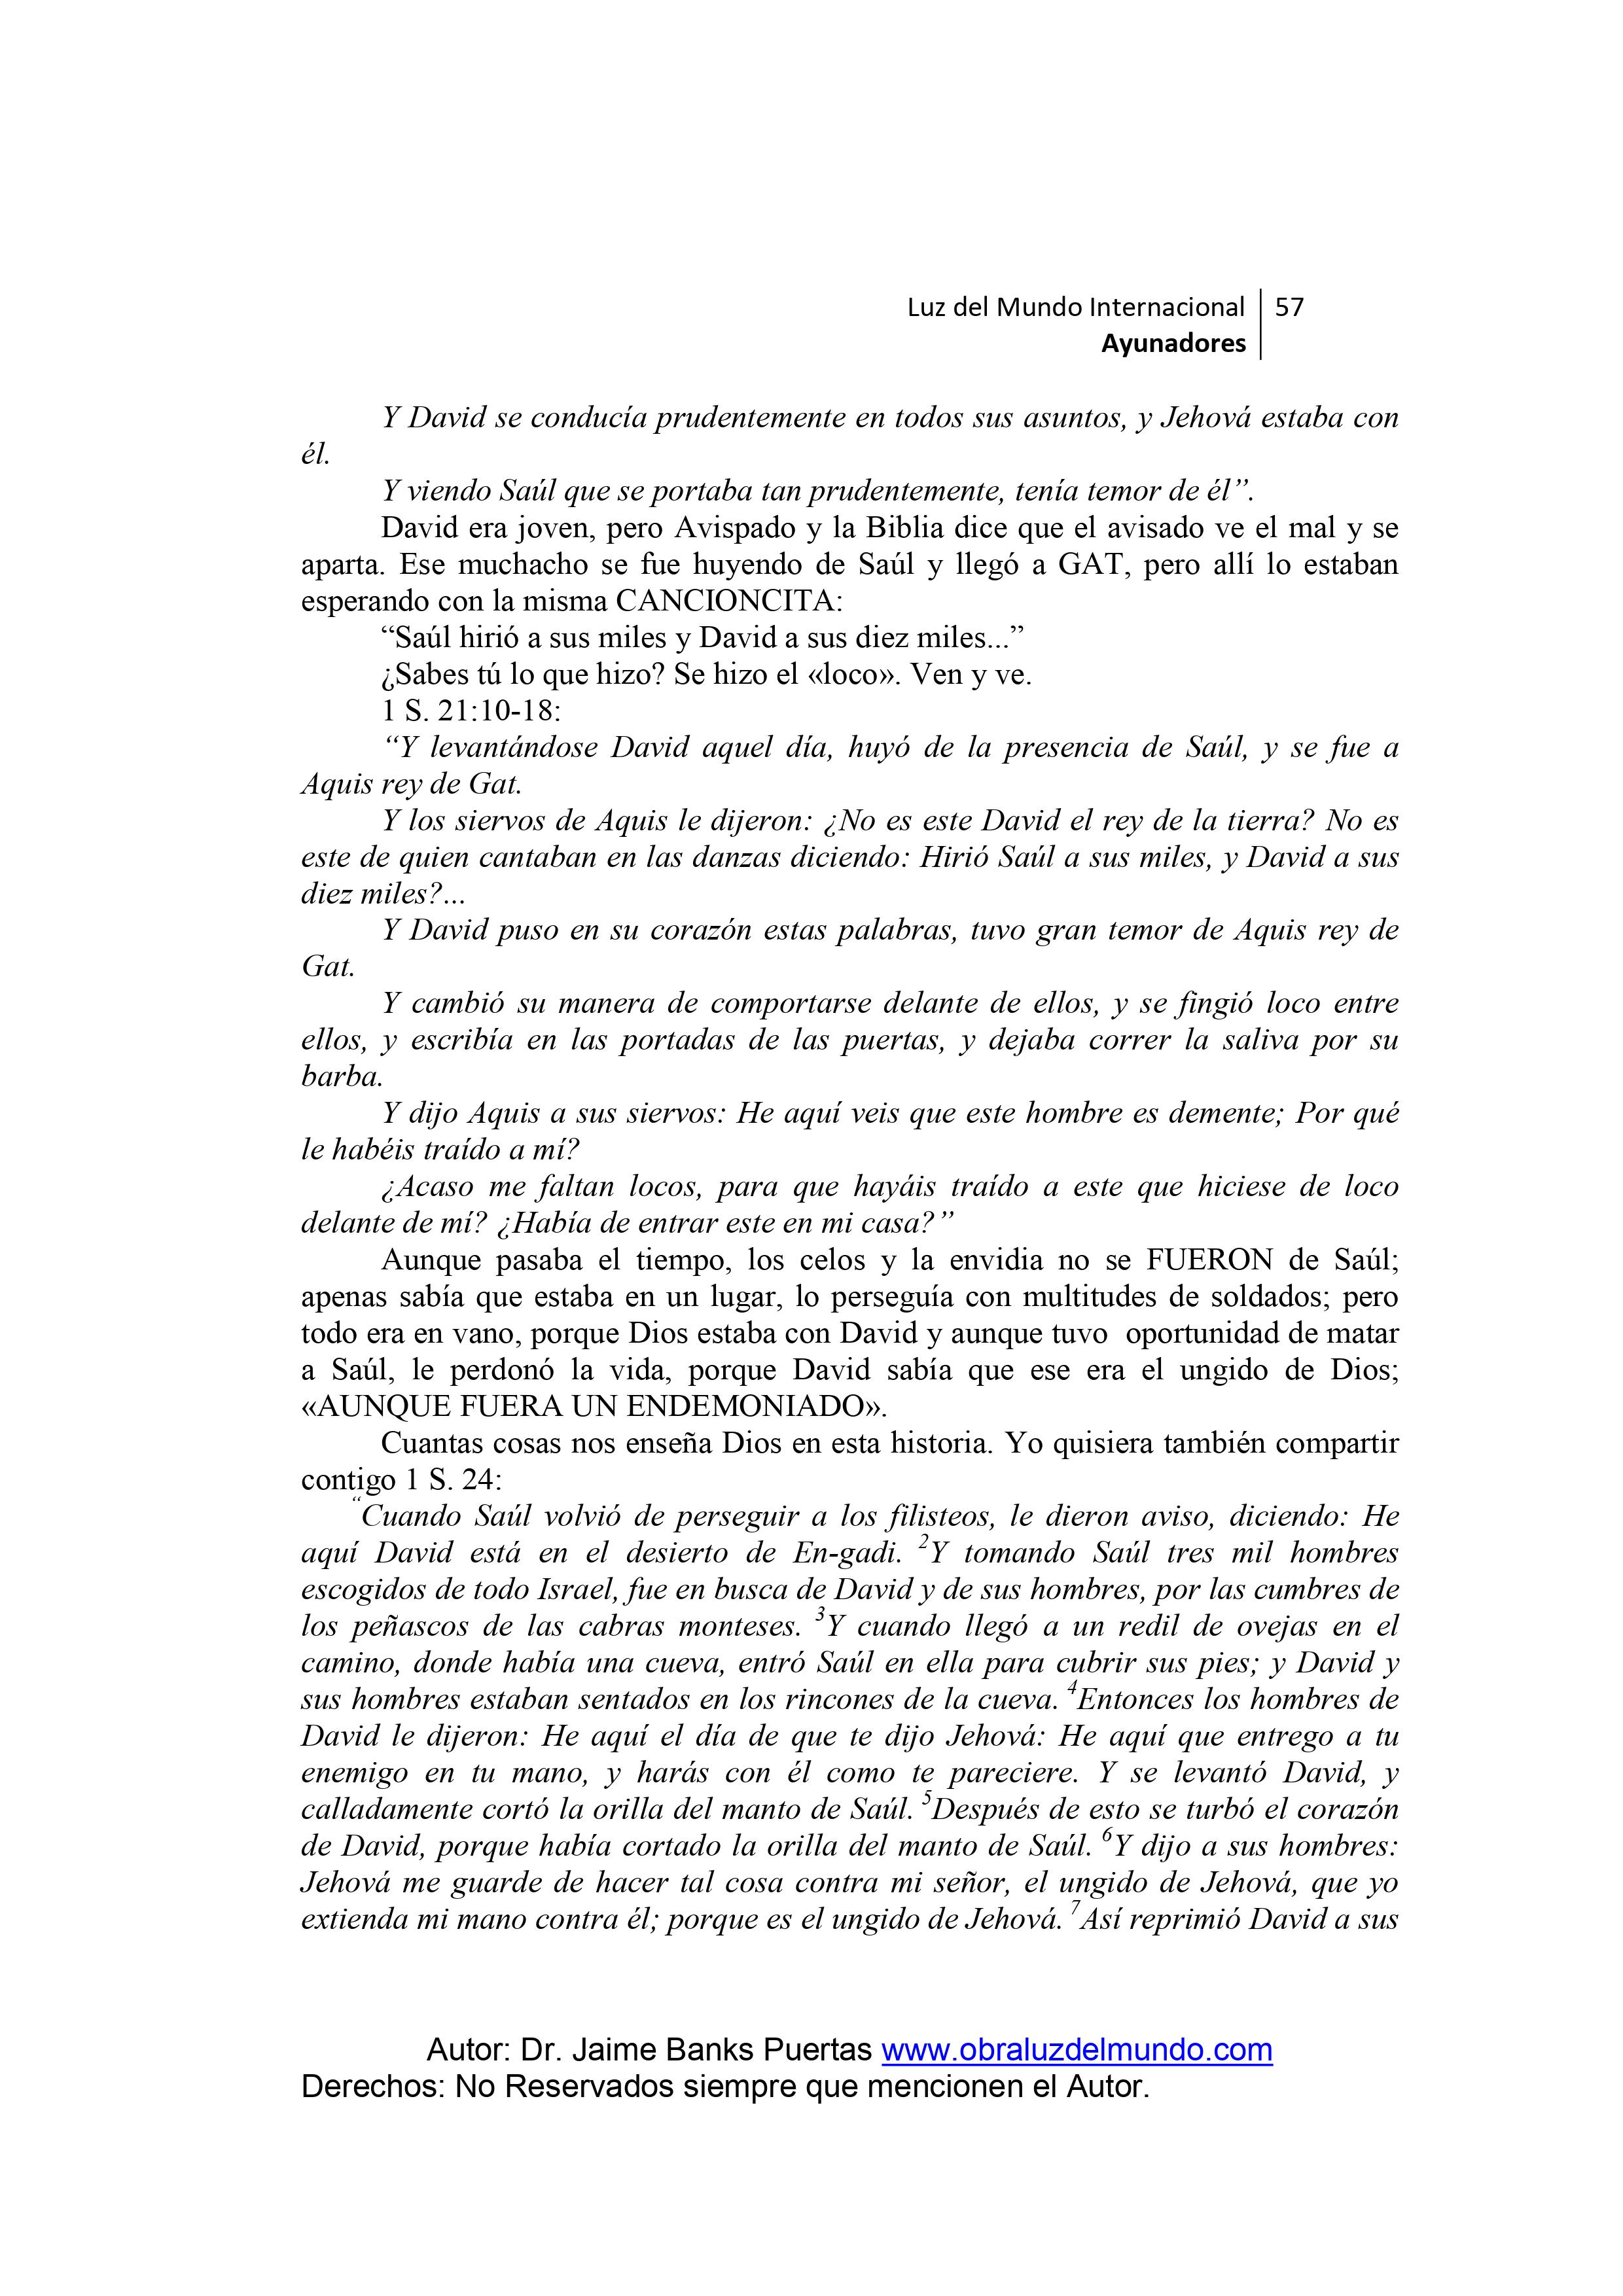 Luz del Mundo Internacional 57
Ayunadores
Y David se conducía prudentemente en todos sus asuntos, y Jehová estaba con
él.
Y viendo Saúl que se portaba tan prudentemente, tenía temor de él”.
David era joven, pero Avispado y la Biblia dice que el avisado ve el mal y se
aparta. Ese muchacho se fue huyendo de Saúl y llegó a GAT, pero allí lo estaban
esperando con la misma CANCIONCITA:
“Saúl hirió a sus miles y David a sus diez miles...”
¿Sabes tú lo que hizo? Se hizo el «loco». Ven y ve.
1 S. 21:10-18:
“Y levantándose David aquel día, huyó de la presencia de Saúl, y se fue a
Aquis rey de Gat.
Y los siervos de Aquis le dijeron: ¿No es este David el rey de la tierra? No es
este de quien cantaban en las danzas diciendo: Hirió Saúl a sus miles, y David a sus
diez miles?...
Y David puso en su corazón estas palabras, tuvo gran temor de Aquis rey de
Gat.
Y cambió su manera de comportarse delante de ellos, y se fingió loco entre
ellos, y escribía en las portadas de las puertas, y dejaba correr la saliva por su
barba.
Y dijo Aquis a sus siervos: He aquí veis que este hombre es demente; Por qué
le habéis traído a mí?
¿Acaso me faltan locos, para que hayáis traído a este que hiciese de loco
delante de mí? ¿Había de entrar este en mi casa?”
Aunque pasaba el tiempo, los celos y la envidia no se FUERON de Saúl;
apenas sabía que estaba en un lugar, lo perseguía con multitudes de soldados; pero
todo era en vano, porque Dios estaba con David y aunque tuvo oportunidad de matar
a Saúl, le perdonó la vida, porque David sabía que ese era el ungido de Dios;
«AUNQUE FUERA UN ENDEMONIADO».
Cuantas cosas nos enseña Dios en esta historia. Yo quisiera también compartir
contigo 1 S. 24:
“Cuando Saúl volvió de perseguir a los filisteos, le dieron aviso, diciendo: He
aquí David está en el desierto de En-gadi. 2Y tomando Saúl tres mil hombres
escogidos de todo Israel, fue en busca de David y de sus hombres, por las cumbres de
los peñascos de las cabras monteses. 3Y cuando llegó a un redil de ovejas en el
camino, donde había una cueva, entró Saúl en ella para cubrir sus pies; y David y
sus hombres estaban sentados en los rincones de la cueva. 4Entonces los hombres de
David le dijeron: He aquí el día de que te dijo Jehová: He aquí que entrego a tu
enemigo en tu mano, y harás con él como te pareciere. Y se levantó David, y
calladamente cortó la orilla del manto de Saúl. 5Después de esto se turbó el corazón
de David, porque había cortado la orilla del manto de Saúl. 6Y dijo a sus hombres:
Jehová me guarde de hacer tal cosa contra mi señor, el ungido de Jehová, que yo
extienda mi mano contra él; porque es el ungido de Jehová. 7Así reprimió David a sus
Autor: Dr. Jaime Banks Puertas www.obraluzdelmundo.com
Derechos: No Reservados siempre que mencionen el Autor.